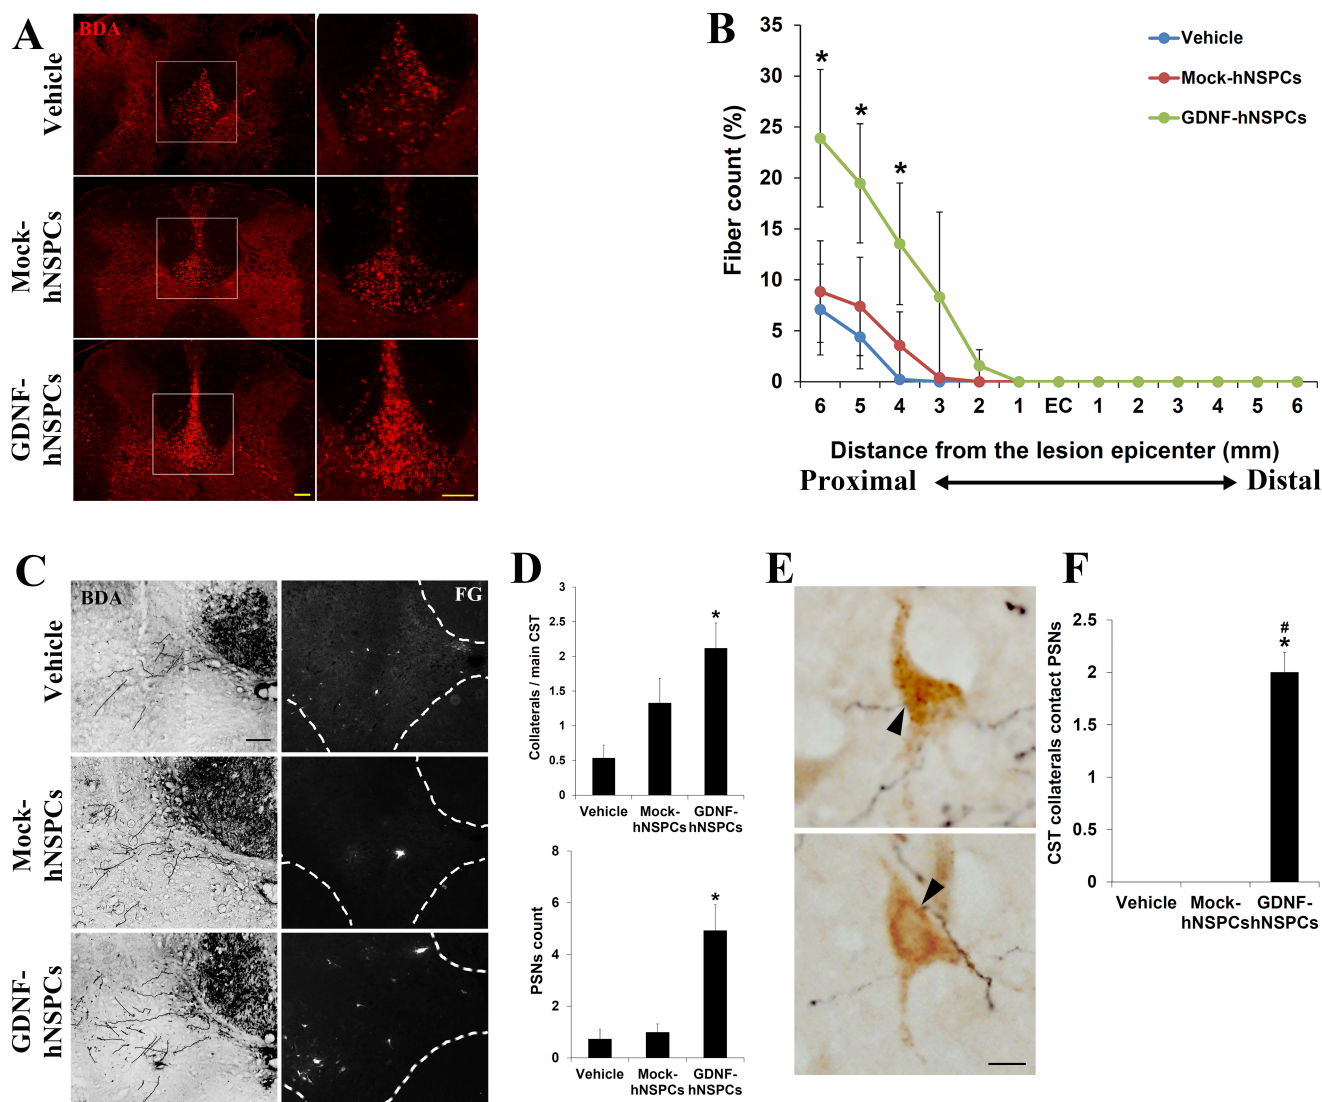 A
BDA
Vehicle
Mock-
hNSPCs
GDNF-
hNSPCs
B
Fiber count (%)
35
30
25
20
15
10
5
0
*
*
*
Vehicle
Mock-hNSPCs
GDNF-hNSPCs
6 5 4 3 2 1 EC 1 2 3 4 5 6
Distance from the lesion epicenter (mm)
Proximal Distal
C
BDA
FG
Vehicle
Mock-
hNSPCs
GDNF-
hNSPCs
D
Collaterals / main CST
3
2.5
2
1.5
1
0.5
0
*
Vehicle Mock- GDNF-
hNSPCs hNSPCs
PSNs count
8
6
4
2
0
*
Vehicle Mock- GDNF-
hNSPCs hNSPCs
E
F
CST collaterals contact PSNs
2.5
2
1.5
1
0.5
0
#
*
Vehicle Mock- GDNF-
hNSPCs hNSPCs